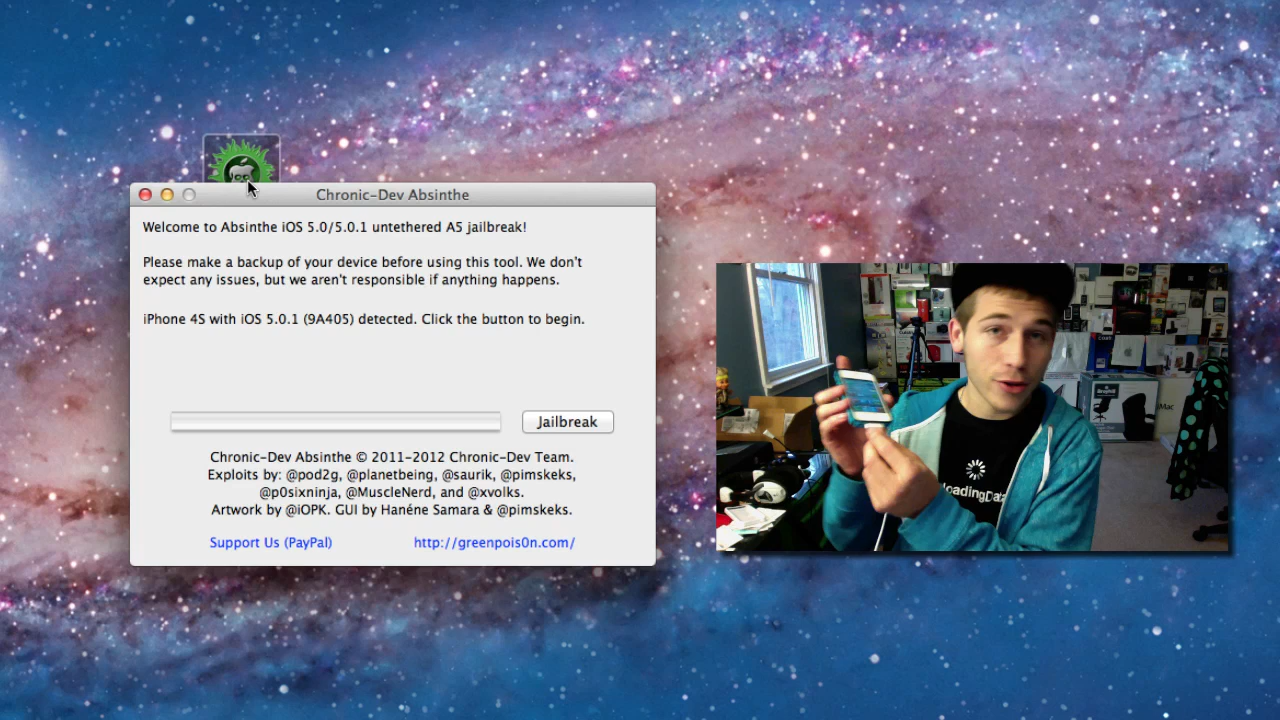 Chronic-Dev Absinthe
Welcome to Absinthe iOS 5.0/5.0.1 untethered A5 jailbreak!
Please make a backup of your device before using this tool. We don't
expect any issues, but we aren't responsible if anything happens.
iPhone 4S with iOS 5.0.1 (9A405) detected. Click the button to begin.
Jailbreak
Chronic-Dev Absinthe © 2011-2012 Chronic-Dev Team.
Exploits by: @pod2g, @planetbeing, @saurik, @pimskeks,
@p0sixninja, @MuscleNerd, and @xvolks.
Artwork by @iOPK. GUI by Hanéne Samara & @pimskeks.
Support Us (PayPal)
http://greenpois0n.com/
iMac